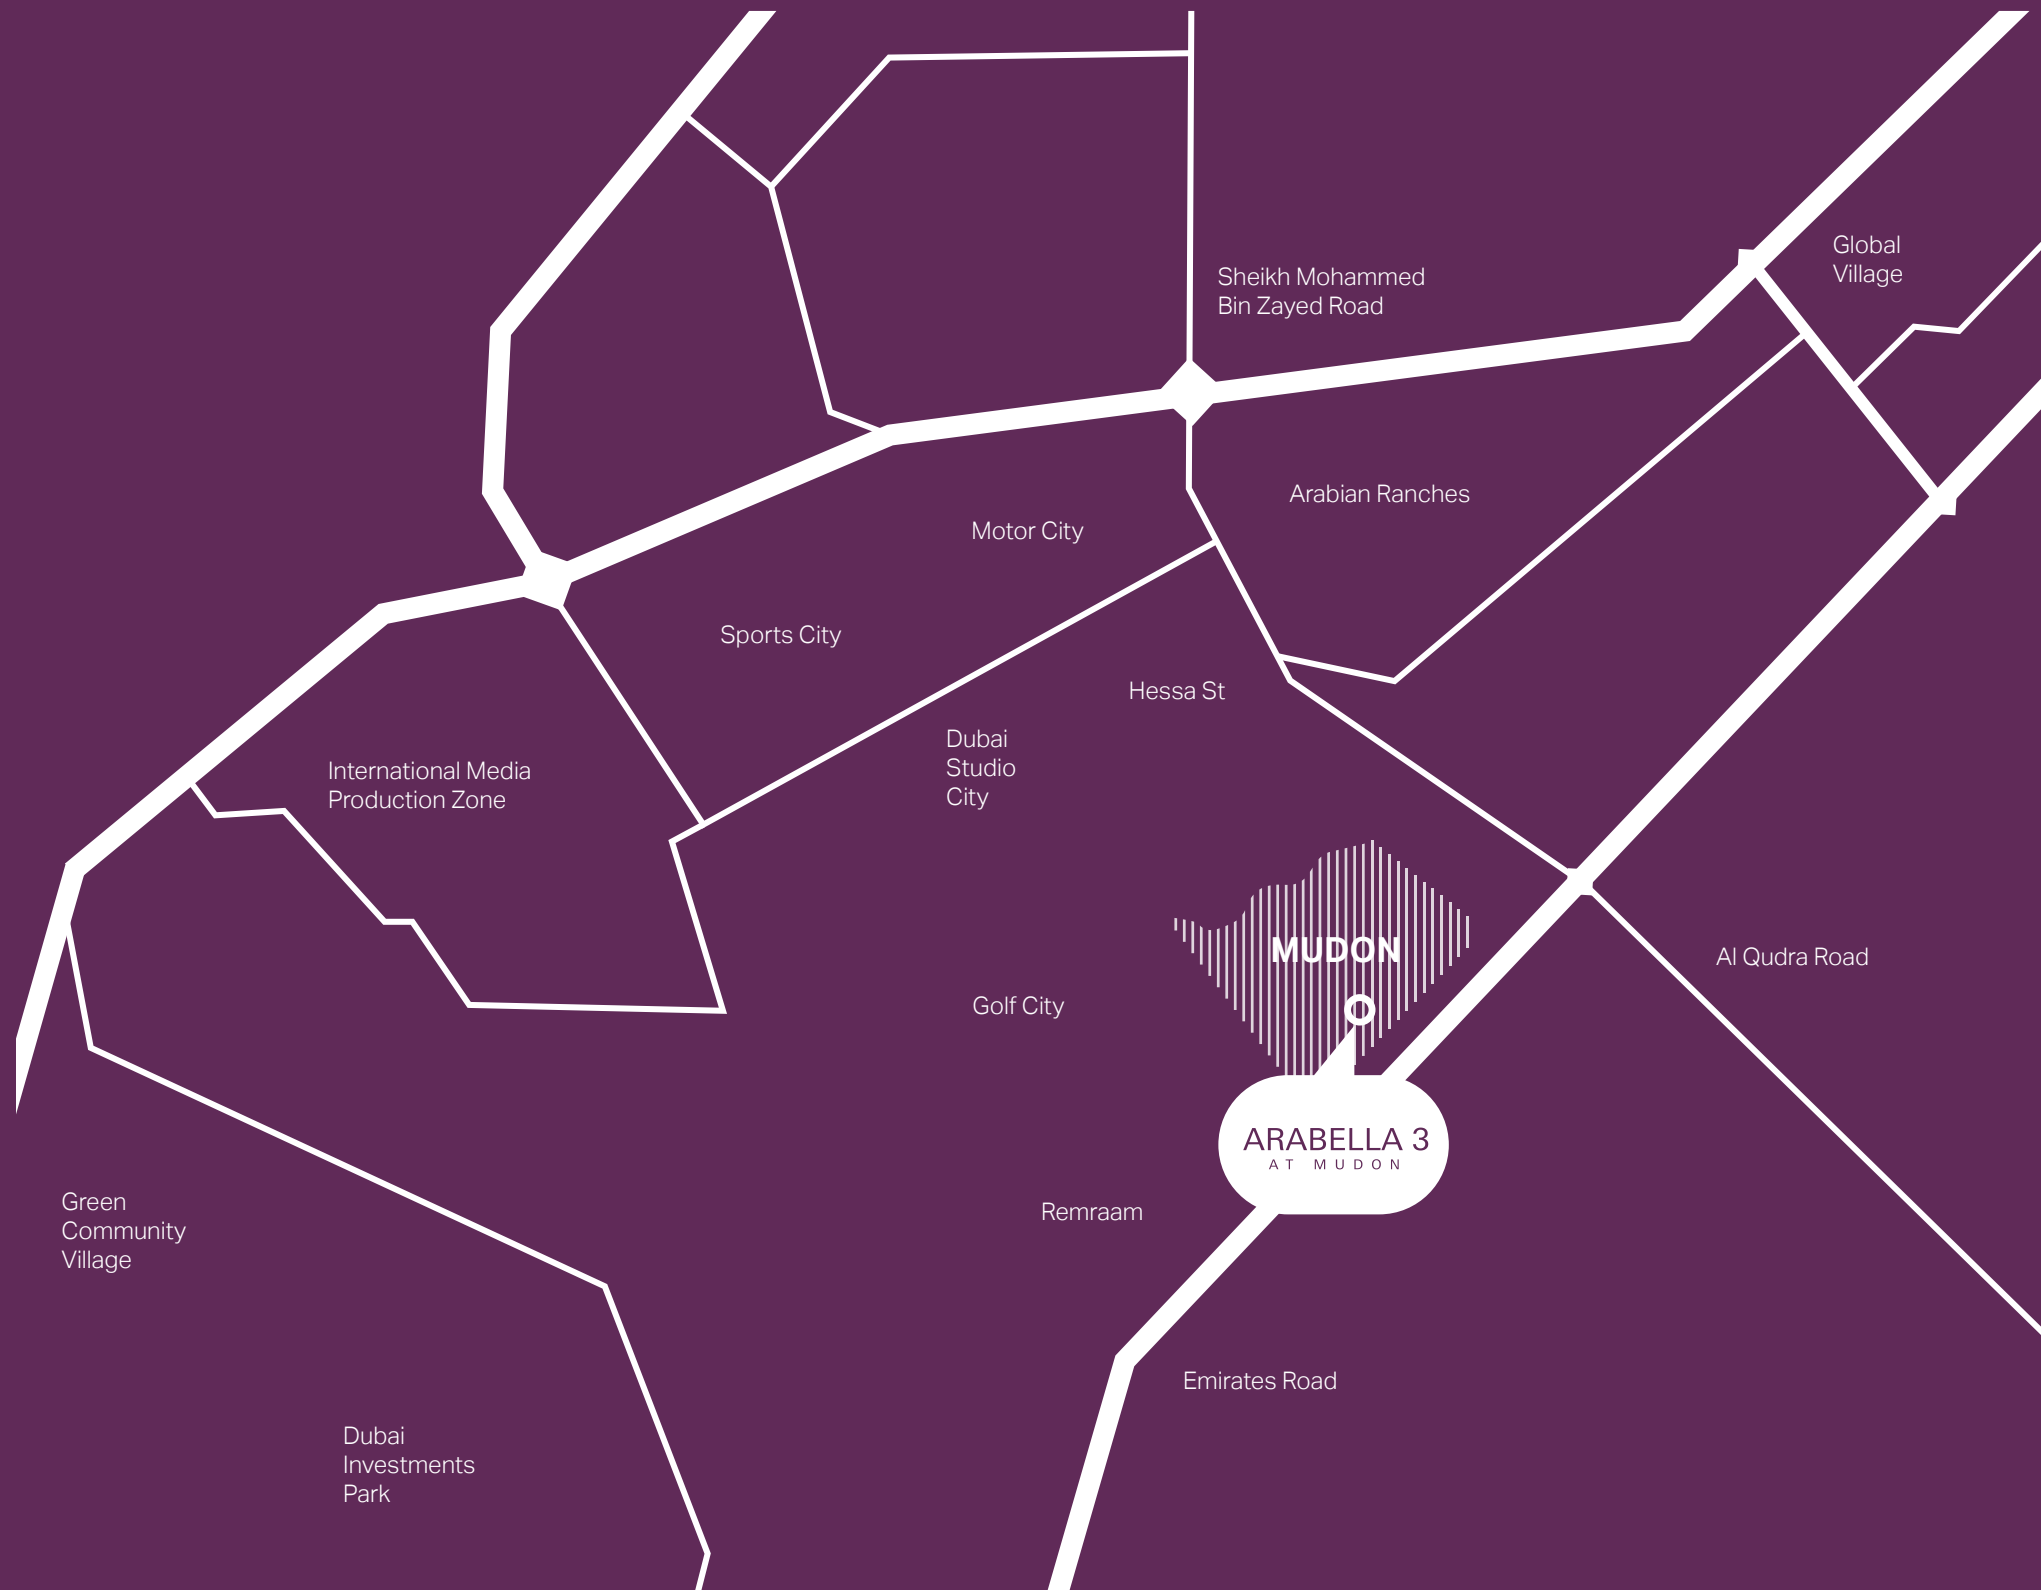 Global
Village
Sheikh Mohammed
Bin Zayed Road
Arabian Ranches
Motor City
Sports City
Hessa St
Dubai
Studio
City
International Media
Production Zone
MUDON
Al Qudra Road
Golf City
ARABELLA 3
AT MUDON
Remraam
Green
Community
Village
Emirates Road
Dubai
Investments
Park